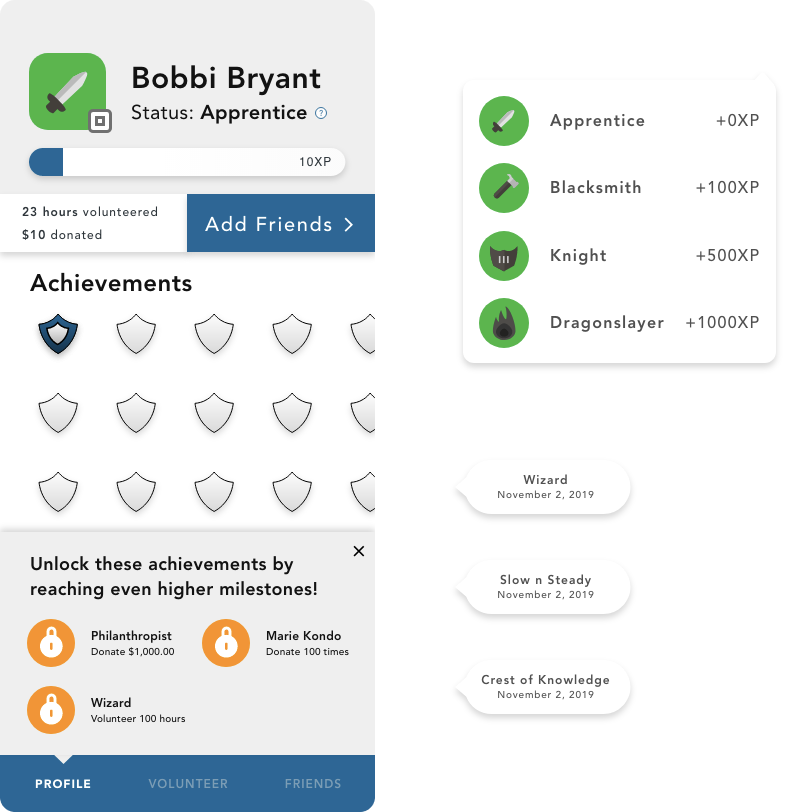 Bobbi Bryant
Status: Apprentice ?
10XP
23 hours volunteered
$10 donated
Add Friends >
Achievements
Unlock these achievements by
reaching even higher milestones!
Philanthropist
Donate $1,000.00
Marie Kondo
Donate 100 times
Wizard
Volunteer 100 hours
PROFILE VOLUNTEER FRIENDS
Apprentice +0XP
Blacksmith +100XP
Knight +500XP
Dragonslayer +1000XP
Wizard
November 2, 2019
Slow n Steady
November 2, 2019
Crest of Knowledge
November 2, 2019